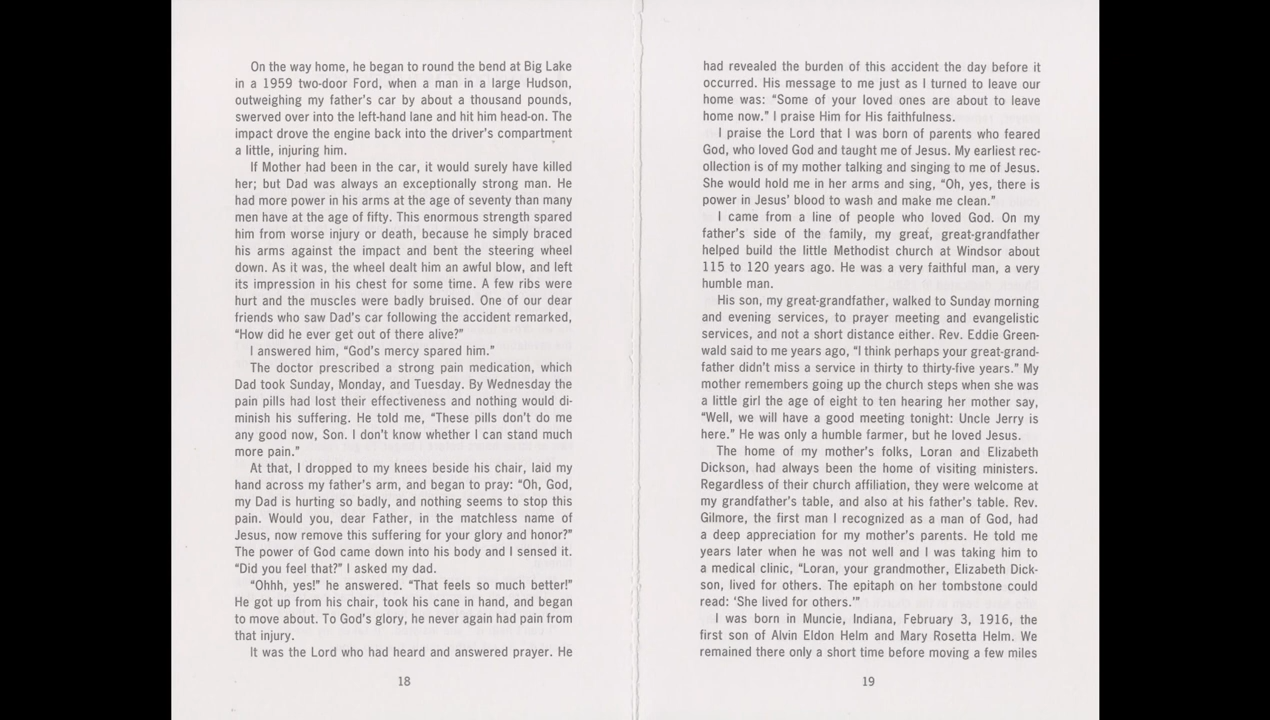 On the way home, he began to round the bend at Big Lake
in a 1959 two-door Ford, when a man in a large Hudson,
outweighing my father's car by about a thousand pounds,
swerved over into the left-hand lane and hit him head-on. The
impact drove the engine back into the driver's compartment
a little, injuring him.
If Mother had been in the car, it would surely have killed
her; but Dad was always an exceptionally strong man. He
had more power in his arms at the age of seventy than many
men have at the age of fifty. This enormous strength spared
him from worse injury or death, because he simply braced
his arms against the impact and bent the steering wheel
down. As it was, the wheel dealt him an awful blow, and left
its impression in his chest for some time. A few ribs were
hurt and the muscles were badly bruised. One of our dear
friends who saw Dad's car following the accident remarked,
“How did he ever get out of there alive?”
I answered him, “God's mercy spared him.”
The doctor prescribed a strong pain medication, which
Dad took Sunday, Monday, and Tuesday. By Wednesday the
pain pills had lost their effectiveness and nothing would di-
minish his suffering. He told me, “These pills don't do me
any good now, Son. I don't know whether I can stand much
more pain.”
At that, I dropped to my knees beside his chair, laid my
hand across my father's arm, and began to pray: “Oh, God,
my Dad is hurting so badly, and nothing seems to stop this
pain. Would you, dear Father, in the matchless name of
Jesus, now remove this suffering for your glory and honor?”
The power of God came down into his body and I sensed it.
“Did you feel that?” I asked my dad.
“Ohhh, yes!” he answered. “That feels so much better!”
He got up from his chair, took his cane in hand, and began
to move about. To God's glory, he never again had pain from
that injury.
It was the Lord who had heard and answered prayer. He
18
had revealed the burden of this accident the day before it
occurred. His message to me just as I turned to leave our
home was: “Some of your loved ones are about to leave
home now.” I praise Him for His faithfulness.
I praise the Lord that I was born of parents who feared
God, who loved God and taught me of Jesus. My earliest rec-
ollection is of my mother talking and singing to me of Jesus.
She would hold me in her arms and sing, “Oh, yes, there is
power in Jesus' blood to wash and make me clean.”
I came from a line of people who loved God. On my
father's side of the family, my great, great-grandfather
helped build the little Methodist church at Windsor about
115 to 120 years ago. He was a very faithful man, a very
humble man.
His son, my great-grandfather, walked to Sunday morning
and evening services, to prayer meeting and evangelistic
services, and not a short distance either. Rev. Eddie Green-
wald said to me years ago, “I think perhaps your great-grand-
father didn't miss a service in thirty to thirty-five years.” My
mother remembers going up the church steps when she was
a little girl the age of eight to ten hearing her mother say,
“Well, we will have a good meeting tonight: Uncle Jerry is
here.” He was only a humble farmer, but he loved Jesus.
The home of my mother's folks, Loran and Elizabeth
Dickson, had always been the home of visiting ministers.
Regardless of their church affiliation, they were welcome at
my grandfather's table, and also at his father's table. Rev.
Gilmore, the first man I recognized as a man of God, had
a deep appreciation for my mother's parents. He told me
years later when he was not well and I was taking him to
a medical clinic, “Loran, your grandmother, Elizabeth Dick-
son, lived for others. The epitaph on her tombstone could
read: ‘She lived for others.’”
I was born in Muncie, Indiana, February 3, 1916, the
first son of Alvin Eldon Helm and Mary Rosetta Helm. We
remained there only a short time before moving a few miles
19